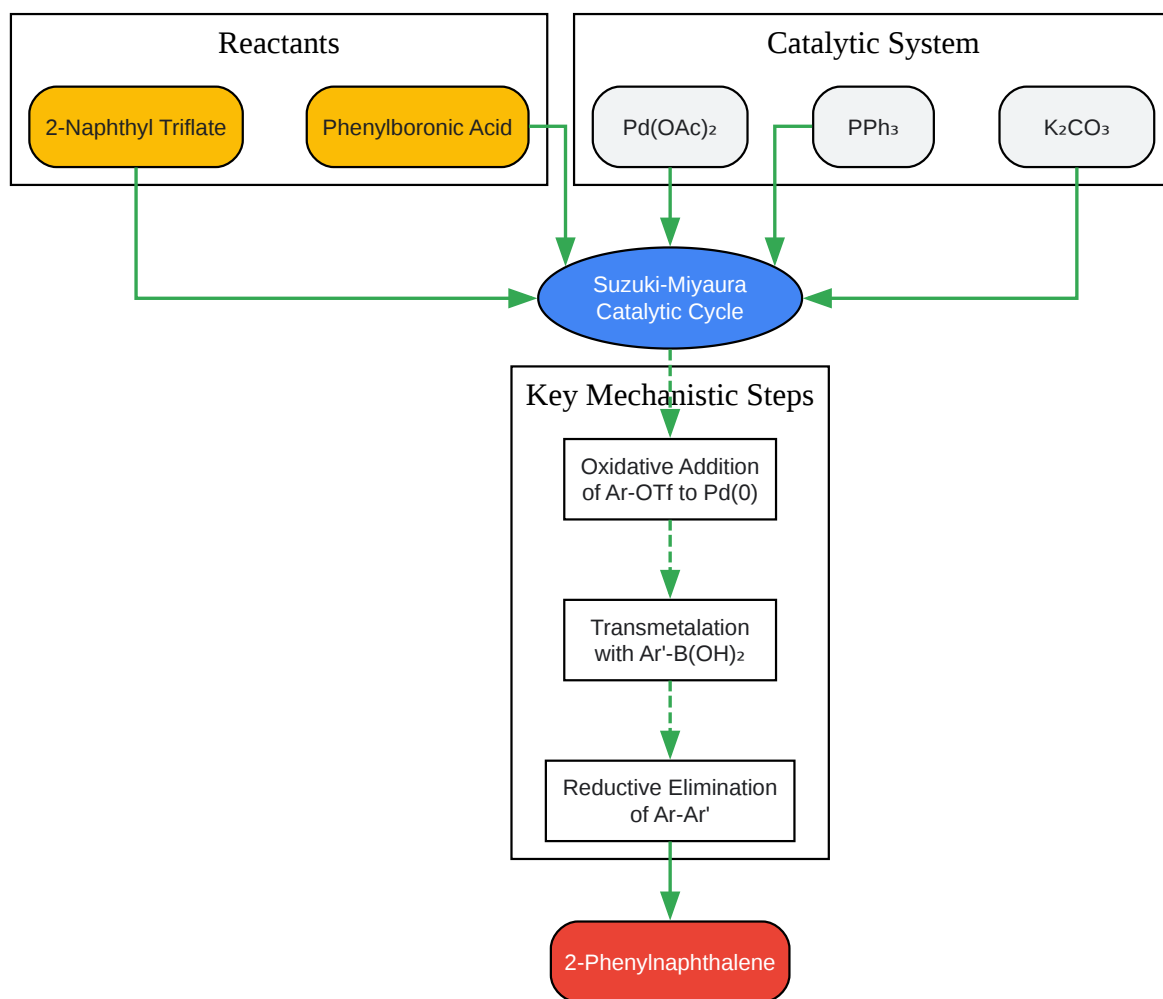 Reactants
Catalytic System
2-Naphthyl Triflate
Phenylboronic Acid
Pd(OAc)₂
PPh₃
K₂CO₃
Suzuki-Miyaura
Catalytic Cycle
Key Mechanistic Steps
Oxidative Addition
of Ar-OTf to Pd(0)
Transmetalation
with Ar'-B(OH)₂
Reductive Elimination
of Ar-Ar'
2-Phenylnaphthalene